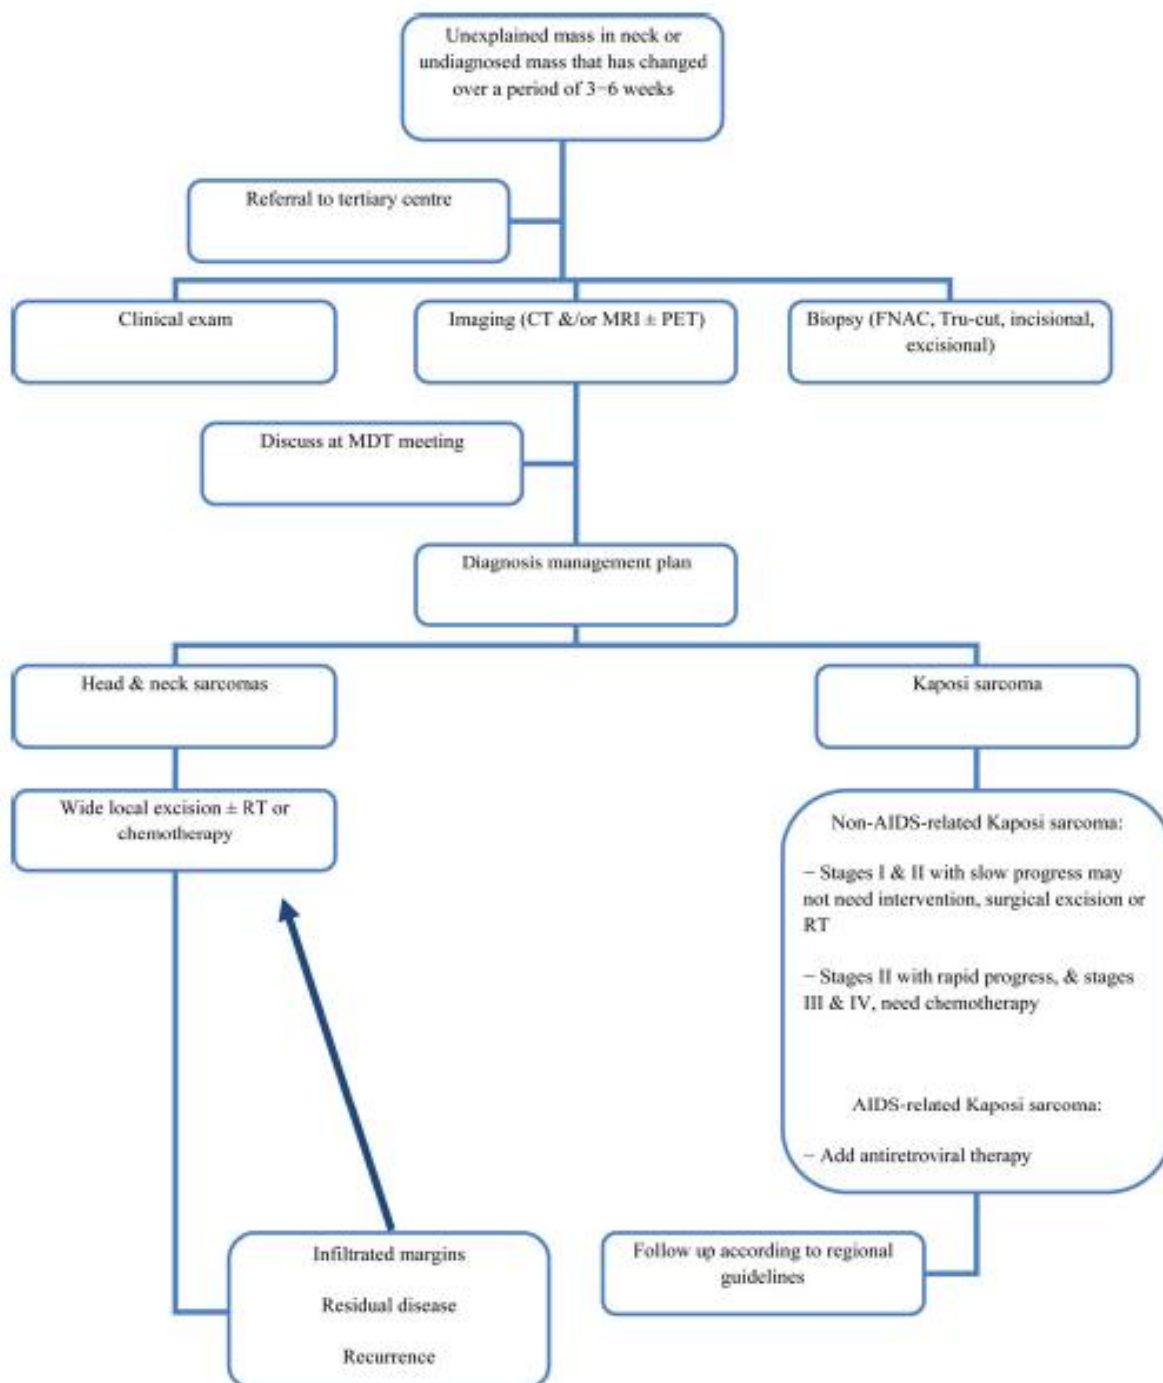 Unexplained mass in neck or
undiagnosed mass that has changed
over a period of 3−6 weeks
Referral to tertiary centre
Clinical exam
Imaging (CT &/or MRI ± PET)
Biopsy (FNAC, Tru-cut, incisional,
excisional)
Discuss at MDT meeting
Diagnosis management plan
Head & neck sarcomas
Kaposi sarcoma
Wide local excision ± RT or
chemotherapy
Non-AIDS-related Kaposi sarcoma:
− Stages I & II with slow progress may
not need intervention, surgical excision or
RT
− Stages II with rapid progress, & stages
III & IV, need chemotherapy
AIDS-related Kaposi sarcoma:
− Add antiretroviral therapy
Infiltrated margins
Residual disease
Recurrence
Follow up according to regional
guidelines